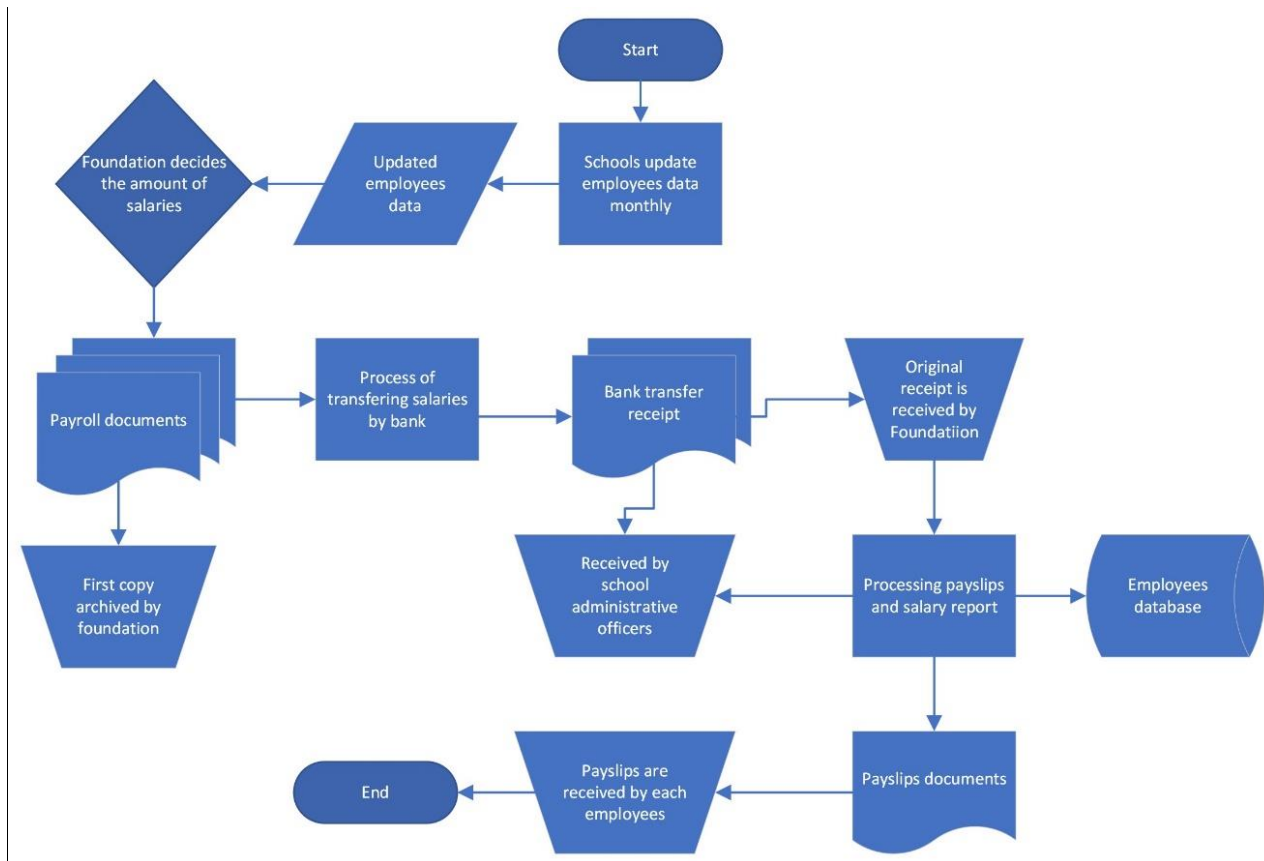 Start
Foundation decides
the amount of
salaries
Updated
employees
data
Schools update
employees data
monthly
Payroll documents
Process of
transfering salaries
by bank
Bank transfer
receipt
Original
receipt is
received by
Foundatiion
First copy
archived by
foundation
Received by
school
administrative
officers
Processing payslips
and salary report
Employees
database
End
Payslips are
received by each
employees
Payslips documents